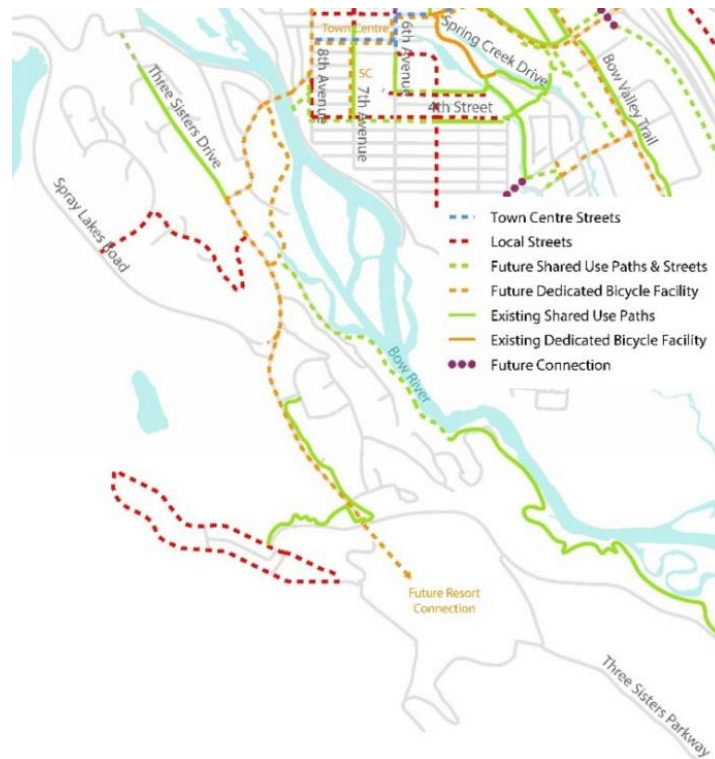 Town Centre
6th Avenue
Spring Creek Drive
8th Avenue
SC
7th Avenue
4th Street
Bow Valley Trail
Three Sisters Drive
Spray Lakes Road
Town Centre Streets
Local Streets
Future Shared Use Paths & Streets
Future Dedicated Bicycle Facility
Existing Shared Use Paths
Existing Dedicated Bicycle Facility
Future Connection
Bow River
Future Resort
Connection
Three Sisters Parkway